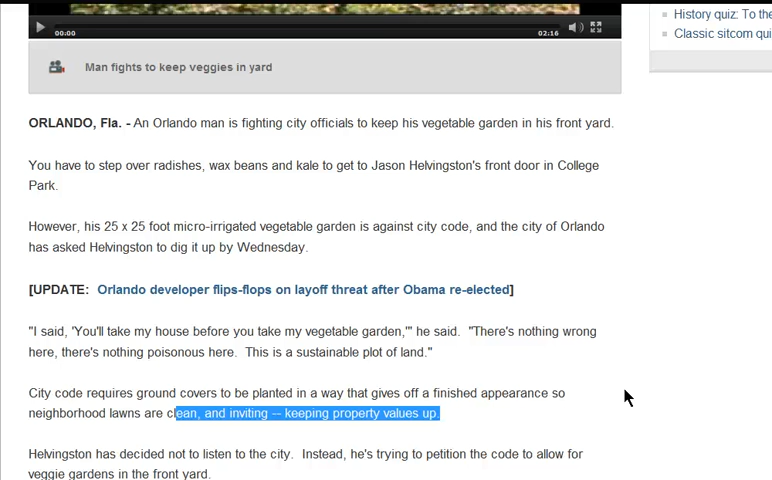 00:00
02:16
Man fights to keep veggies in yard
History quiz: To the
Classic sitcom qui
ORLANDO, Fla. - An Orlando man is fighting city officials to keep his vegetable garden in his front yard.
You have to step over radishes, wax beans and kale to get to Jason Helvingston's front door in College
Park.
However, his 25 x 25 foot micro-irrigated vegetable garden is against city code, and the city of Orlando
has asked Helvingston to dig it up by Wednesday.
[UPDATE: Orlando developer flips-flops on layoff threat after Obama re-elected]
"I said, 'You'll take my house before you take my vegetable garden,'" he said. "There's nothing wrong
here, there's nothing poisonous here. This is a sustainable plot of land."
City code requires ground covers to be planted in a way that gives off a finished appearance so
neighborhood lawns are clean, and inviting -- keeping property values up.
Helvingston has decided not to listen to the city. Instead, he's trying to petition the code to allow for
veggie gardens in the front yard.